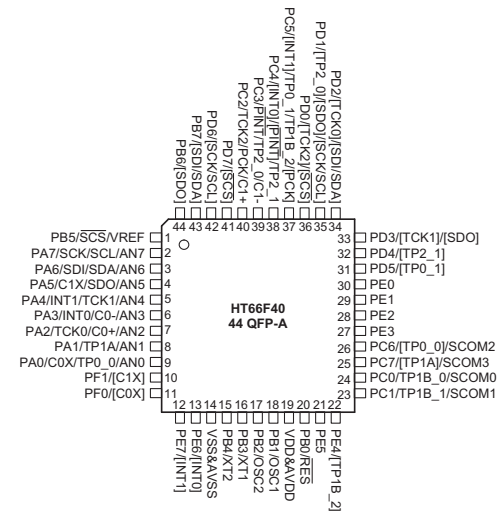 PB6/[SDO]
PB7/[SDI/SDA]
PD6/[SCK/SCL]
PD7/[SCS]
PC2/TCK2/PCK/C1+
PC3/PINT/TP2_0/C1-
PC4/[INT0]/[PINT]/TP2_1
PC5/[INT1]/TP0_1/TP1B_2/[PCK]
PD0/[TCK2]/[SCS]
PD1/[TP2_0]/[SDO]/[SCK/SCL]
PD2/[TCK0]/[SDI/SDA]
44 43 42 41 40 39 38 37 36 35 34
PB5/SCS/VREF 1
PA7/SCK/SCL/AN7 2
PA6/SDI/SDA/AN6 3
PA5/C1X/SDO/AN5 4
PA4/INT1/TCK1/AN4 5
PA3/INT0/C0-/AN3 6
PA2/TCK0/C0+/AN2 7
PA1/TP1A/AN1 8
PA0/C0X/TP0_0/AN0 9
PF1/[C1X] 10
PF0/[C0X] 11
HT66F40
44 QFP-A
33 PD3/[TCK1]/[SDO]
32 PD4/[TP2_1]
31 PD5/[TP0_1]
30 PE0
29 PE1
28 PE2
27 PE3
26 PC6/[TP0_0]/SCOM2
25 PC7/[TP1A]/SCOM3
24 PC0/TP1B_0/SCOM0
23 PC1/TP1B_1/SCOM1
12 13 14 15 16 17 18 19 20 21 22
PE7/[INT1]
PE6/[INT0]
VSS&AVSS
PB4/XT2
PB3/XT1
PB2/OSC2
PB1/OSC1
VDD&AVDD
PB0/RES
PE5
PE4/[TP1B_2]